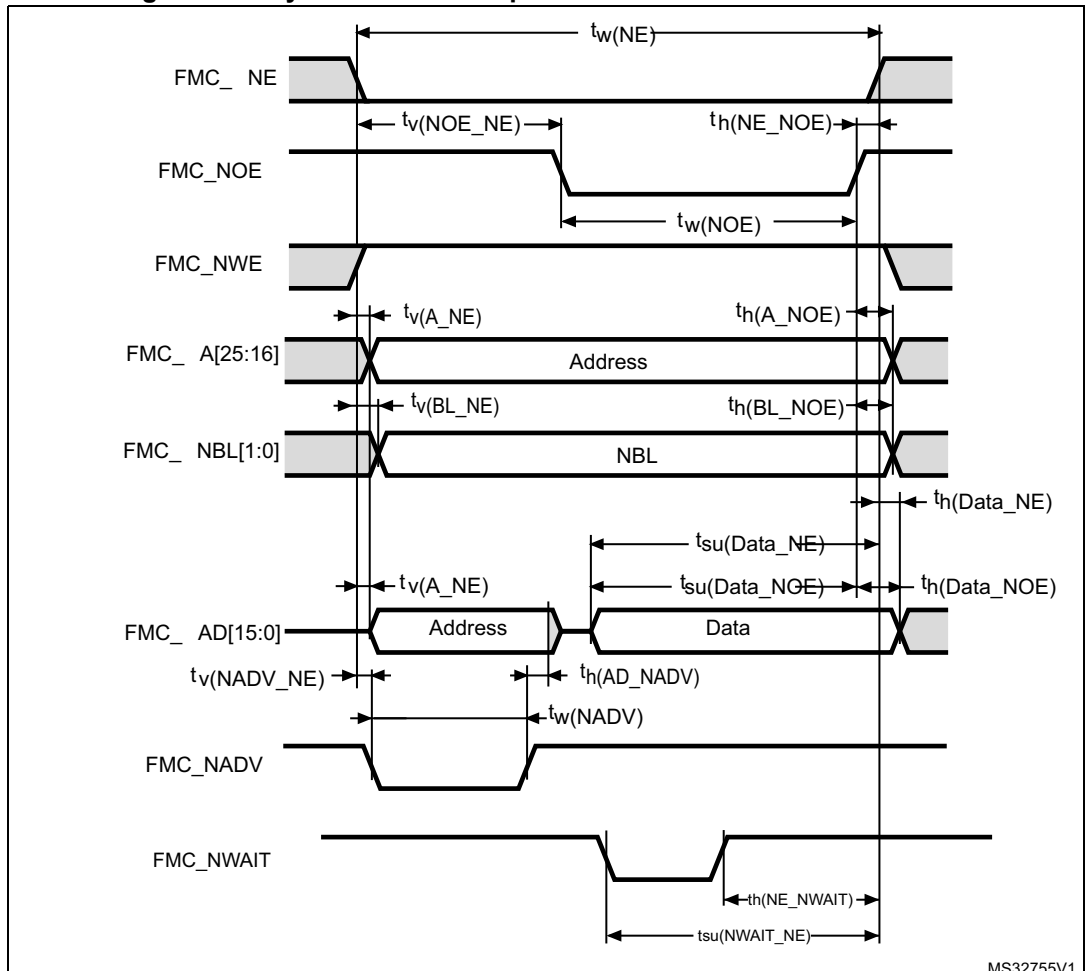 tw(NE)
FMC_ NE
tv(NOE_NE)
th(NE_NOE)
FMC_NOE
tw(NOE)
FMC_NWE
tv(A_NE)
th(A_NOE)
FMC_ A[25:16]
Address
tv(BL_NE)
th(BL_NOE)
FMC_ NBL[1:0]
NBL
th(Data_NE)
tsu(Data_NE)
tv(A_NE)
tsu(Data_NOE)
th(Data_NOE)
FMC_ AD[15:0]
Address
Data
tv(NADV_NE)
th(AD_NADV)
tw(NADV)
FMC_NADV
FMC_NWAIT
th(NE_NWAIT)
tsu(NWAIT_NE)
MS32755V1